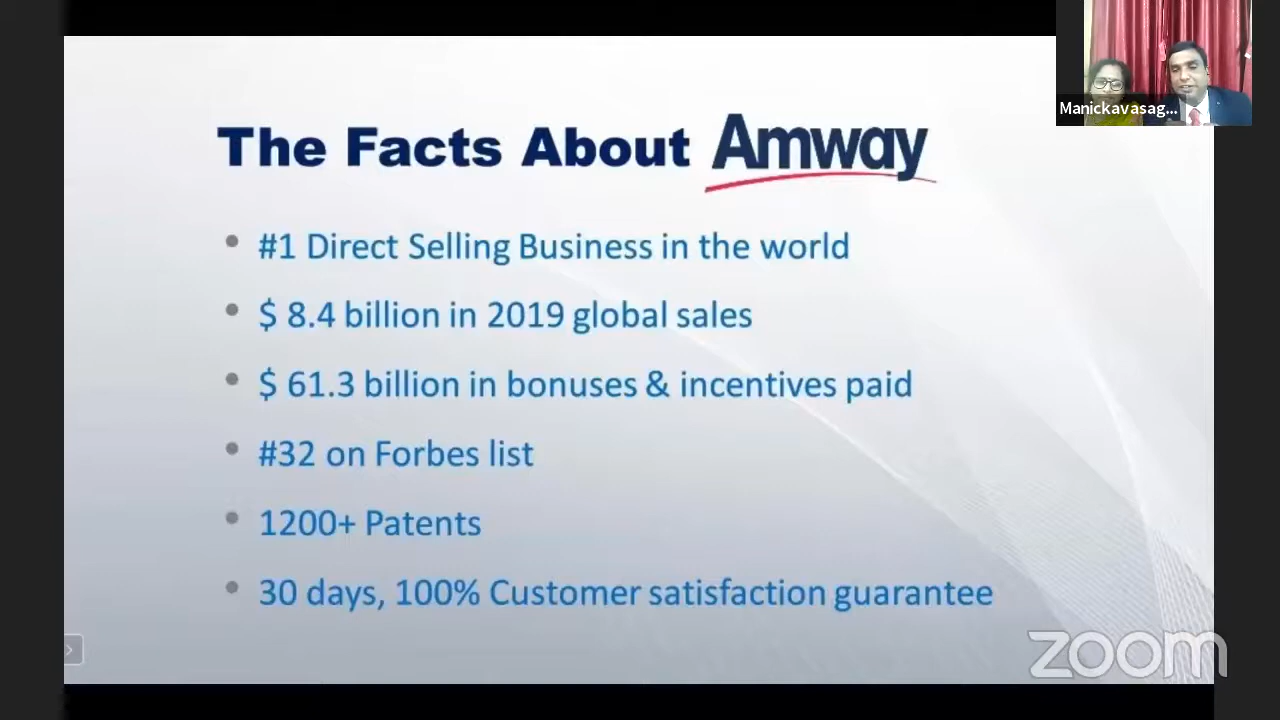 Manickavasag...
The Facts About Amway
#1 Direct Selling Business in the world
$ 8.4 billion in 2019 global sales
$ 61.3 billion in bonuses & incentives paid
#32 on Forbes list
1200+ Patents
30 days, 100% Customer satisfaction guarantee
zoom